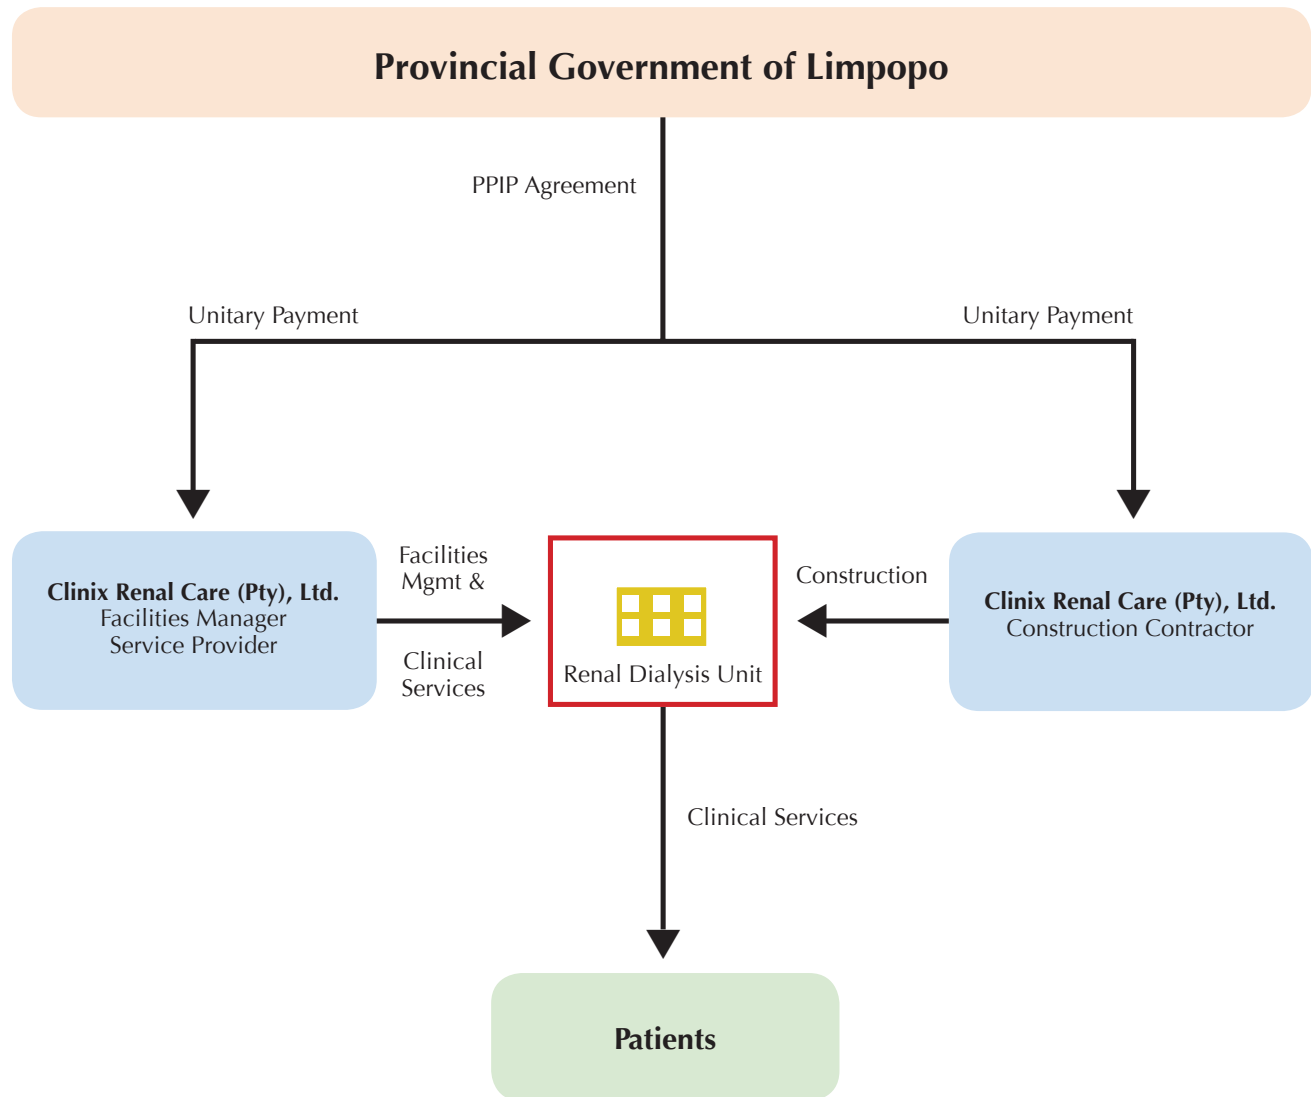 Provincial Government of Limpopo
PPIP Agreement
Unitary Payment
Unitary Payment
Clinix Renal Care (Pty), Ltd.
Facilities Manager
Service Provider
Facilities
Mgmt &
Clinical
Services
Renal Dialysis Unit
Construction
Clinix Renal Care (Pty), Ltd.
Construction Contractor
Clinical Services
Patients